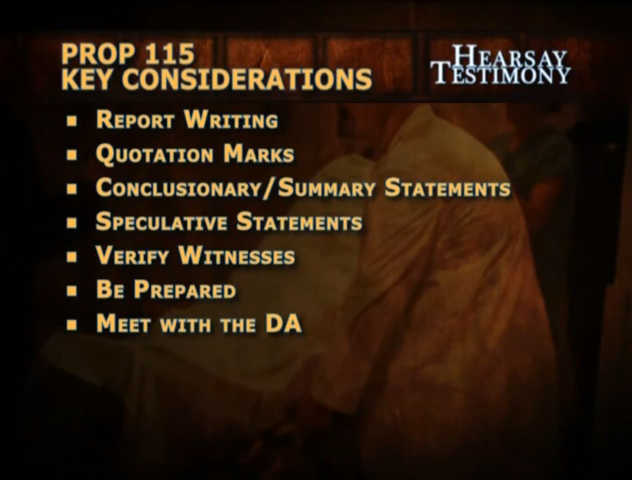 PROP 115
KEY CONSIDERATIONS
HEARSAY
TESTIMONY
▪ REPORT WRITING
▪ QUOTATION MARKS
▪ CONCLUSIONARY/SUMMARY STATEMENTS
▪ SPECULATIVE STATEMENTS
▪ VERIFY WITNESSES
▪ BE PREPARED
▪ MEET WITH THE DA